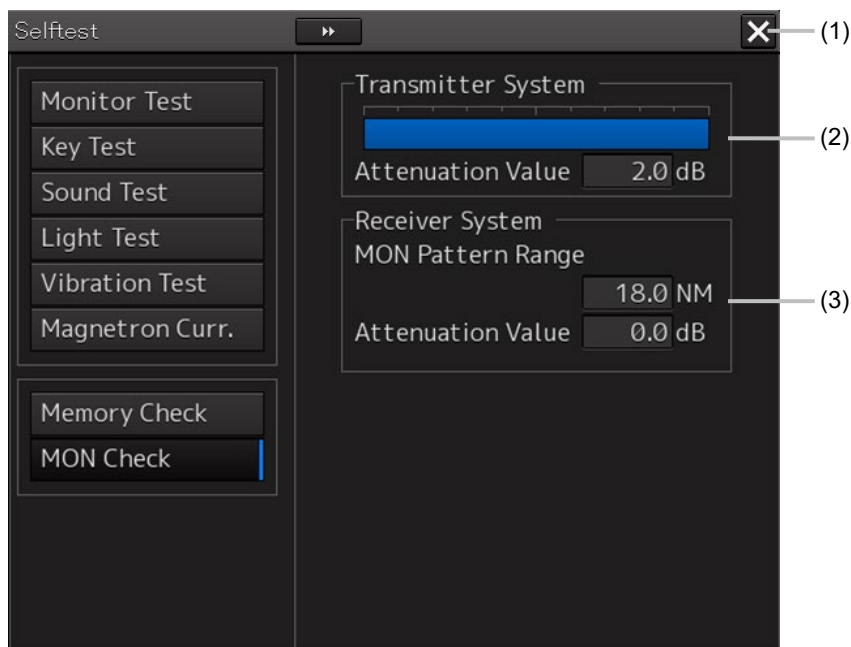 Selftest
(1)
Monitor Test
Key Test
Sound Test
Light Test
Vibration Test
Magnetron Curr.
Memory Check
MON Check
Transmitter System
(2)
Attenuation Value 2.0 dB
Receiver System
MON Pattern Range
18.0 NM
(3)
Attenuation Value 0.0 dB